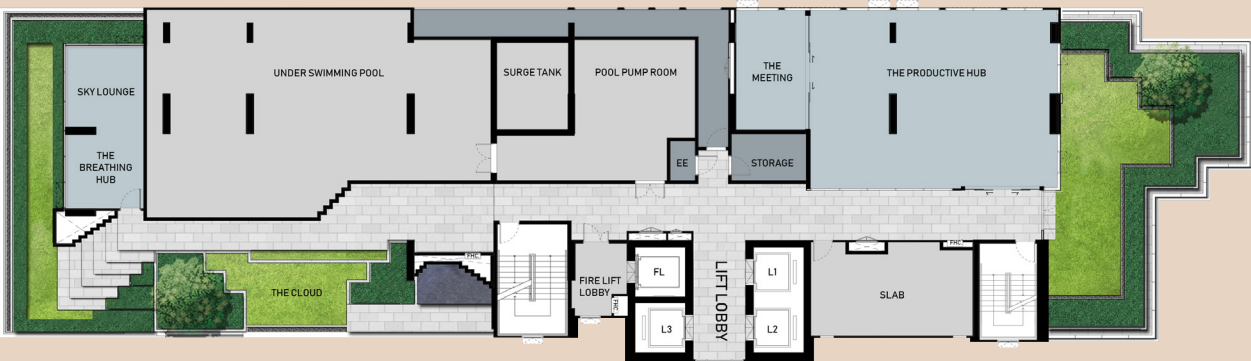 UNDER SWIMMING POOL
SURGE TANK
POOL PUMP ROOM
THE
MEETING
THE PRODUCTIVE HUB
SKY LOUNGE
THE
BREATHING
HUB
EE
STORAGE
FHC
FHC
THE CLOUD
FIRE LIFT
LOBBY
FHC
FL
L3
LIFT LOBBY
L1
L2
SLAB